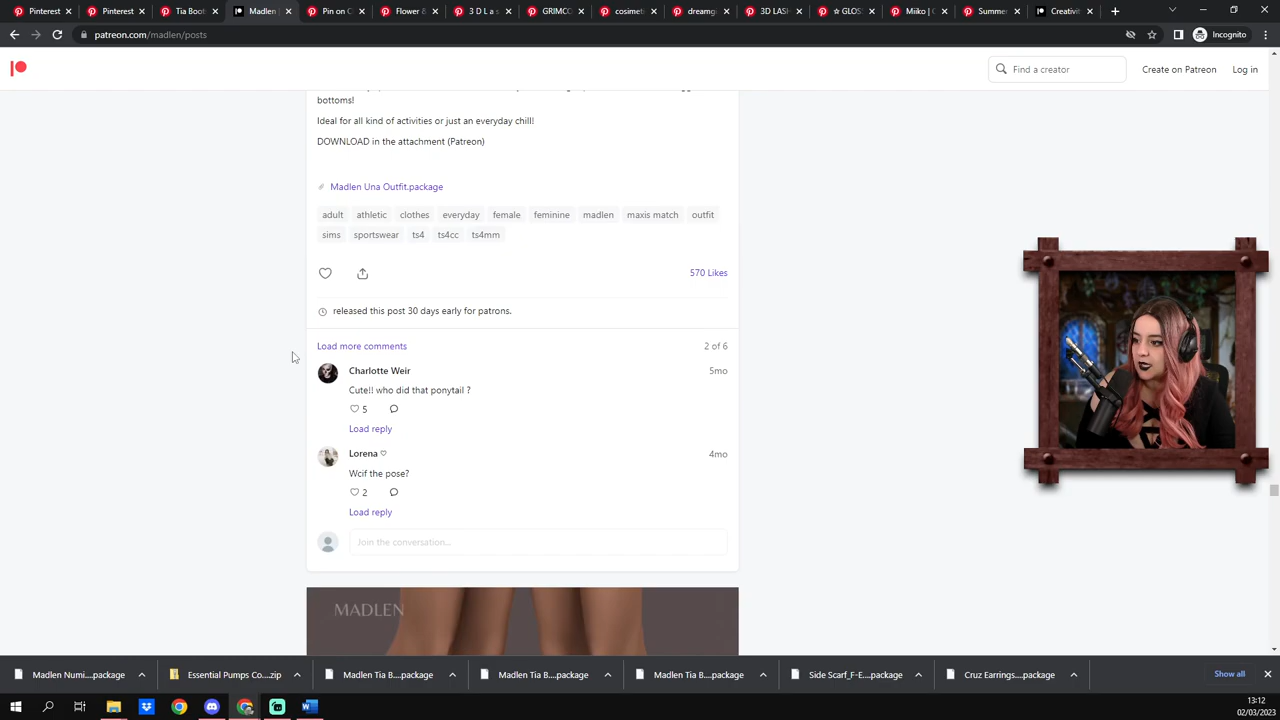 Pinterest
Pinterest
Tia Boot
Madlen |
Pin on C
Flower &
3 D L a s
GRIMCO
cosimet
dreamgi
3D LASH
☆ GLOSS
Miiko | C
Summer
Creativit
patreon.com/madlen/posts
Incognito
Find a creator
Create on Patreon
Log in
bottoms!
Ideal for all kind of activities or just an everyday chill!
DOWNLOAD in the attachment (Patreon)
Madlen Una Outfit.package
adult athletic clothes everyday female feminine madlen maxis match outfit
sims sportswear ts4 ts4cc ts4mm
570 Likes
released this post 30 days early for patrons.
Load more comments
2 of 6
Charlotte Weir
5mo
Cute!! who did that ponytail ?
5
Load reply
Lorena ♡
4mo
Wcif the pose?
2
Load reply
Join the conversation...
MADLEN
Madlen Numi....package
Essential Pumps Co....zip
Madlen Tia B....package
Madlen Tia B....package
Madlen Tia B....package
Side Scarf_F-E....package
Cruz Earrings....package
Show all
13:12
02/03/2023